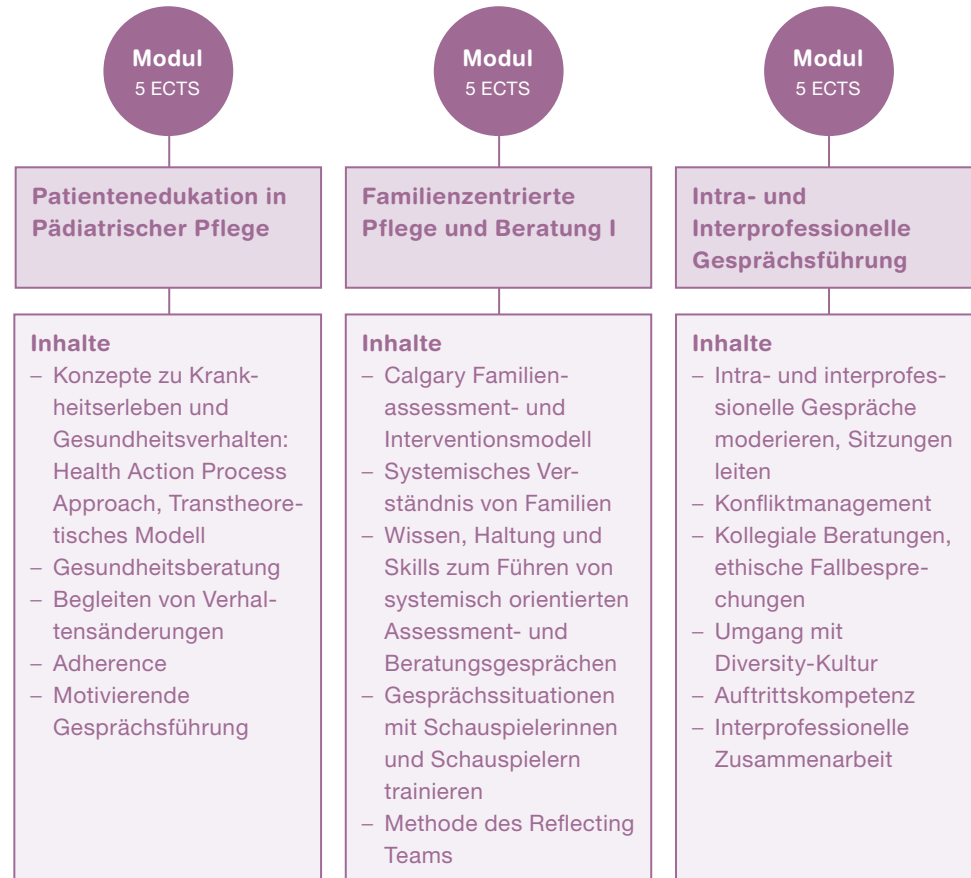 Modul
5 ECTS
Patientenedukation in
Pädiatrischer Pflege
Inhalte
– Konzepte zu Krank-
heitserleben und
Gesundheitsverhalten:
Health Action Process
Approach, Transtheore-
tisches Modell
– Gesundheitsberatung
– Begleiten von Verhal-
tensänderungen
– Adherence
– Motivierende
Gesprächsführung
Modul
5 ECTS
Familienzentrierte
Pflege und Beratung I
Inhalte
– Calgary Familien-
assessment- und
Interventionsmodell
– Systemisches Ver-
ständnis von Familien
– Wissen, Haltung und
Skills zum Führen von
systemisch orientierten
Assessment- und
Beratungsgesprächen
– Gesprächssituationen
mit Schauspielerinnen
und Schauspielern
trainieren
– Methode des Reflecting
Teams
Modul
5 ECTS
Intra- und
Interprofessionelle
Gesprächsführung
Inhalte
– Intra- und interprofes-
sionelle Gespräche
moderieren, Sitzungen
leiten
– Konfliktmanagement
– Kollegiale Beratungen,
ethische Fallbespre-
chungen
– Umgang mit
Diversity-Kultur
– Auftrittskompetenz
– Interprofessionelle
Zusammenarbeit